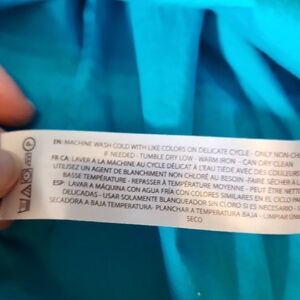 EN: MACHINE WASH COLD WITH LIKE COLORS ON DELICATE CYCLE - ONLY NON-
IF NEEDED - TUMBLE DRY LOW - WARM IRON - CAN DRY CLEAN
FR CA: LAVER A LA MACHINE AU CYCLE DÉLICAT À L'EAU TIÈDE AVEC DES
UTILISEZ UN AGENT DE BLANCHIMENT NON CHLORÉ AU BESOIN - FAIRE SÉCHER À
BASSE TEMPÉRATURE - REPASSER À TEMPÉRATURE MOYENNE - PEUT ÊTRE
ESP: LAVAR A MÁQUINA CON AGUA FRÍA CON COLORES SIMILARES EN EL CICLO
DELICADAS - USAR SOLAMENTE BLANQUEADOR SIN CLORO SI ES NECESARIO -
SECADORA A BAJA TEMPERATURA- PLANCHAR A TEMPERATURA BAJA
SECO